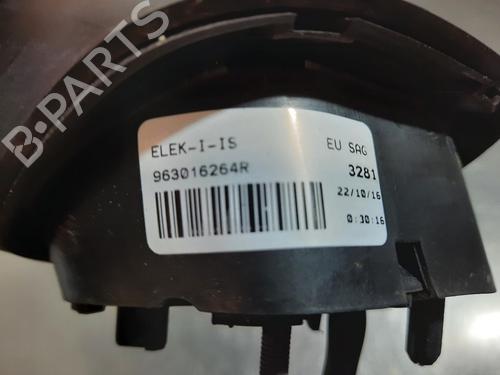 B-PARTS
ELEK-I-IS EU SAG
963016264R 3281
22/10/16
0:30:16